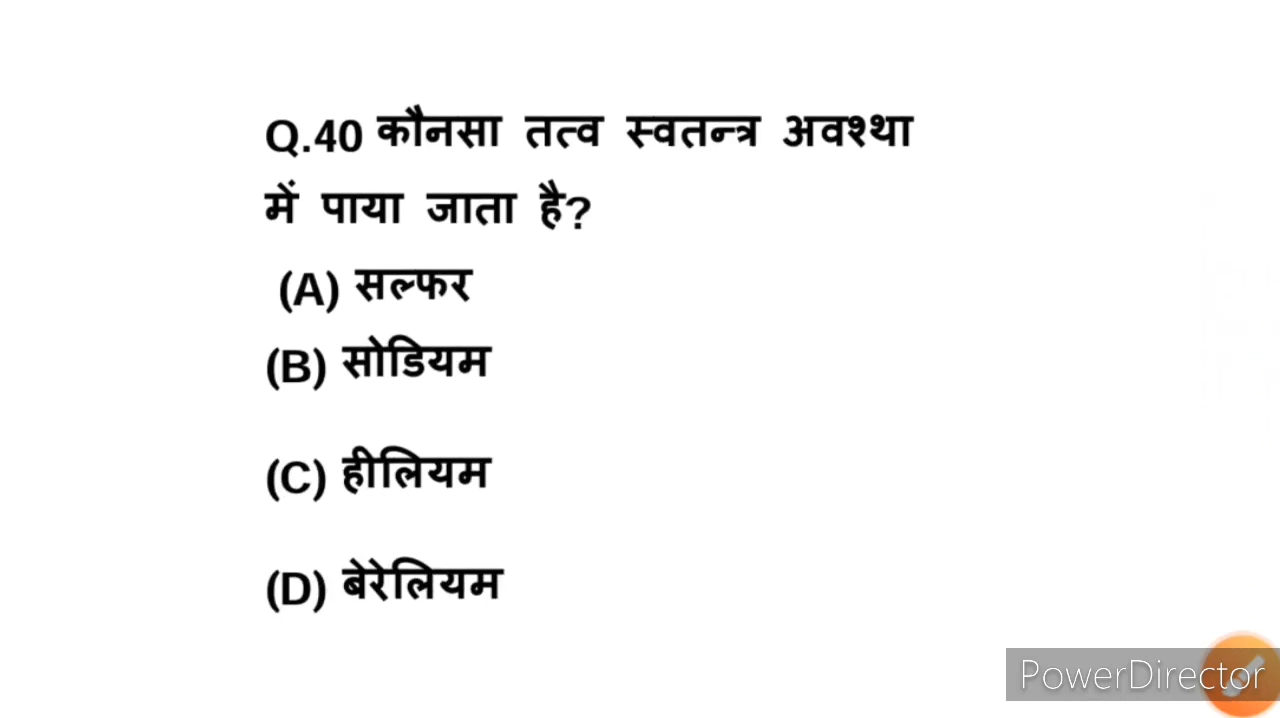 Q.40 कौनसा तत्व स्वतन्त्र अवश्था
में पाया जाता है?
(A) सल्फर
(B) सोडियम
(C) हीलियम
(D) बेरेलियम
PowerDirector